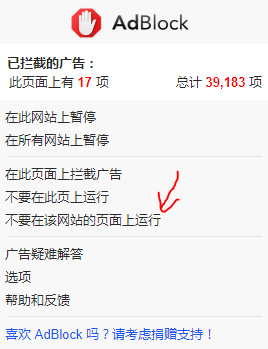 AdBlock
已拦截的广告：
此页面上有 17 项 总计 39,183 项
在此网站上暂停
在所有网站上暂停
在此页面上拦截广告
不要在此页上运行
不要在该网站的页面上运行
广告疑难解答
选项
帮助和反馈
喜欢 AdBlock 吗？请考虑捐赠支持！